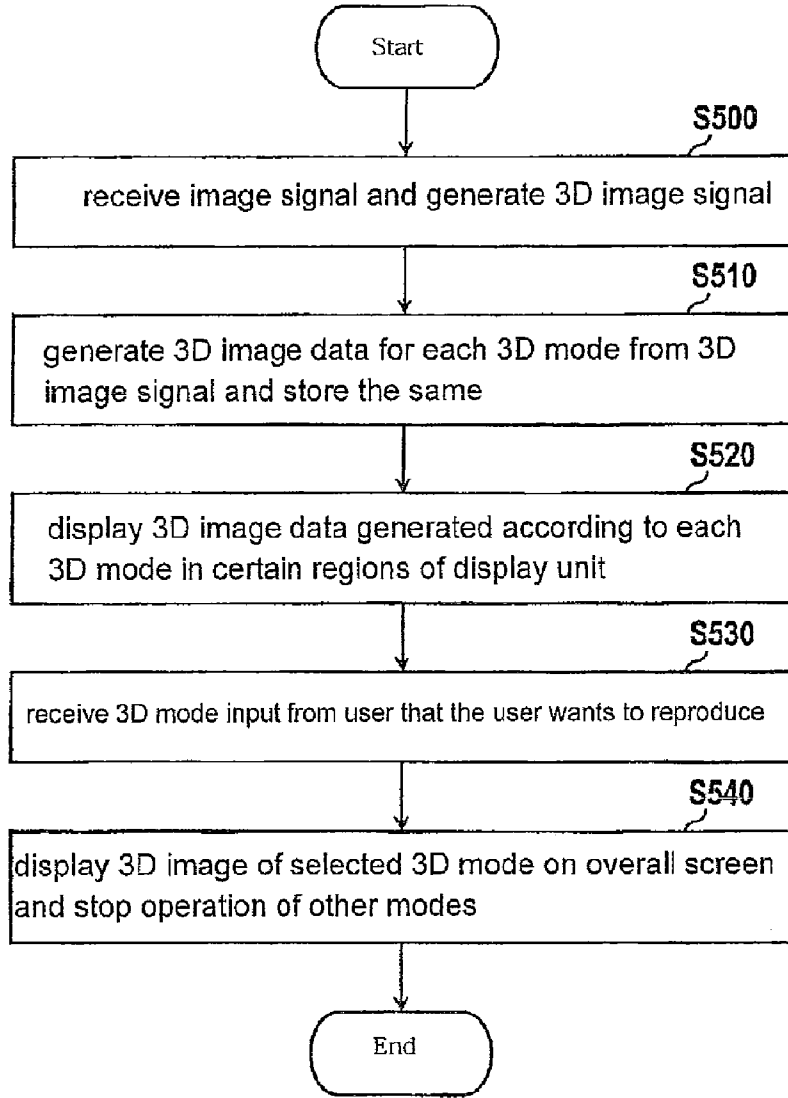 Start
S500
receive image signal and generate 3D image signal
S510
generate 3D image data for each 3D mode from 3D
image signal and store the same
S520
display 3D image data generated according to each
3D mode in certain regions of display unit
S530
receive 3D mode input from user that the user wants to reproduce
S540
display 3D image of selected 3D mode on overall screen
and stop operation of other modes
End